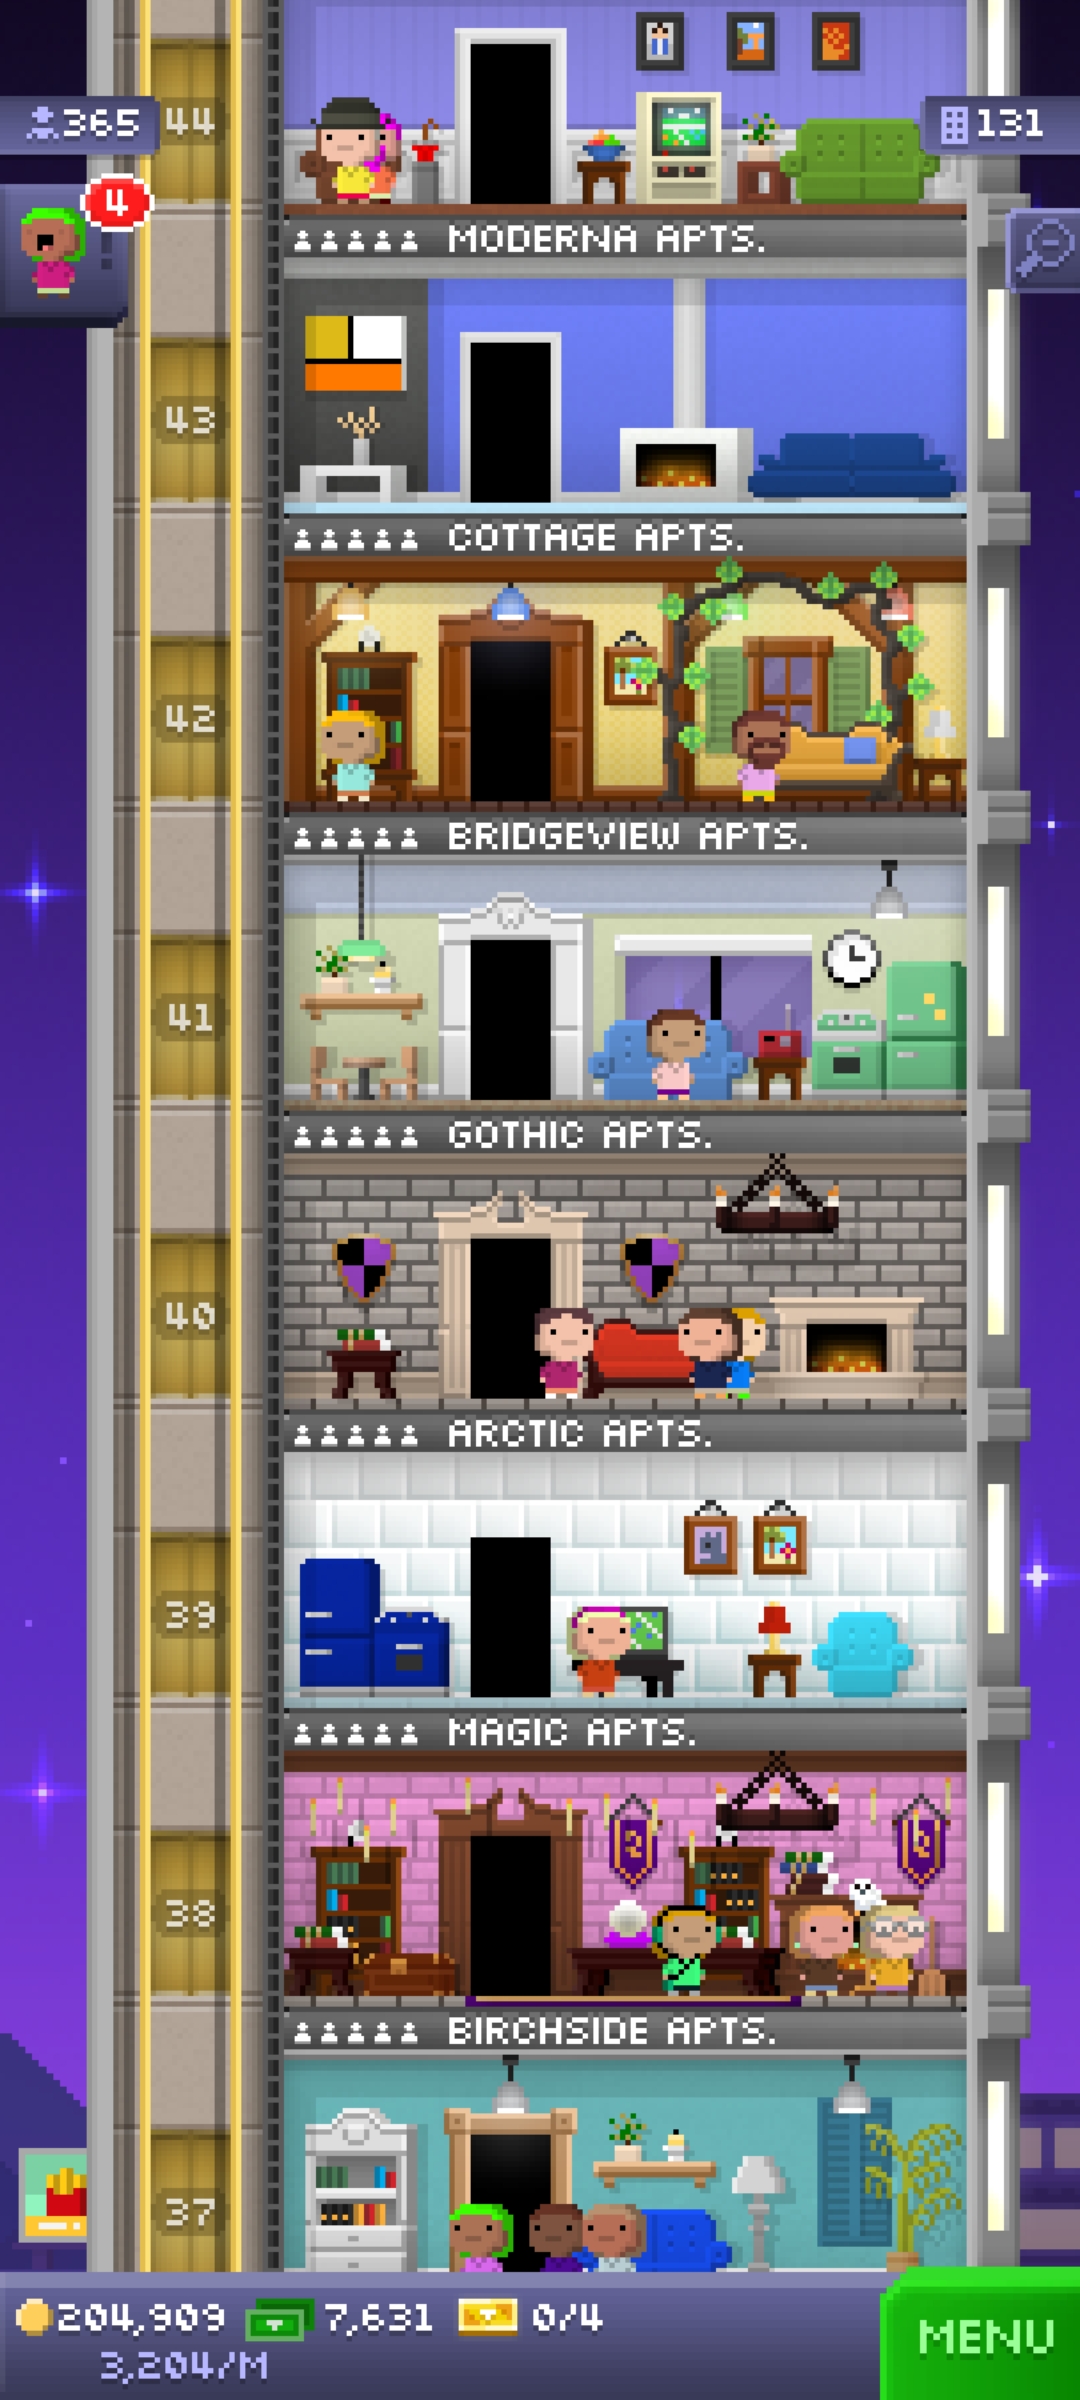 44
365
131
4
MODERNA APTS.
43
COTTAGE APTS.
42
BRIDGEVIEW APTS.
41
GOTHIC APTS.
40
ARCTIC APTS.
39
MAGIC APTS.
38
BIRCHSIDE APTS.
37
204,909 7,631 0/4
3,204/M
MENU